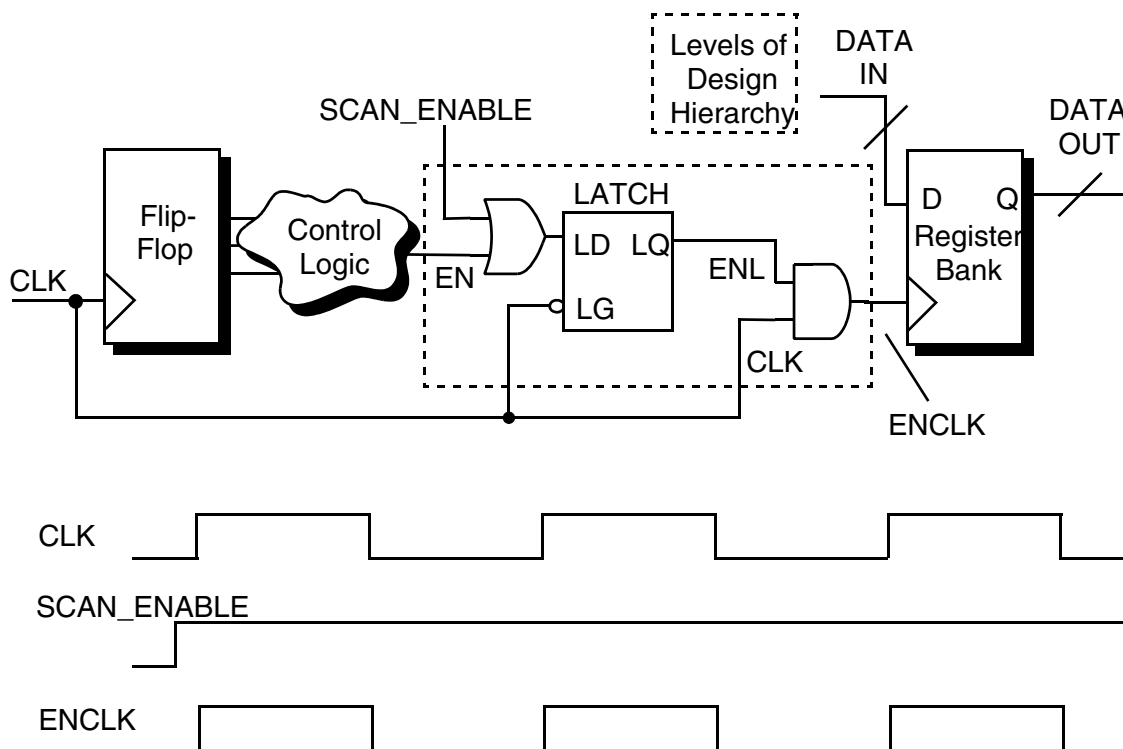 Levels of
Design
Hierarchy
DATA
IN
DATA
OUT
SCAN_ENABLE
LATCH
Flip-
Flop
Control
Logic
LD LQ
LG
EN
ENL
CLK
CLK
D Q
Register
Bank
ENCLK
CLK
SCAN_ENABLE
ENCLK